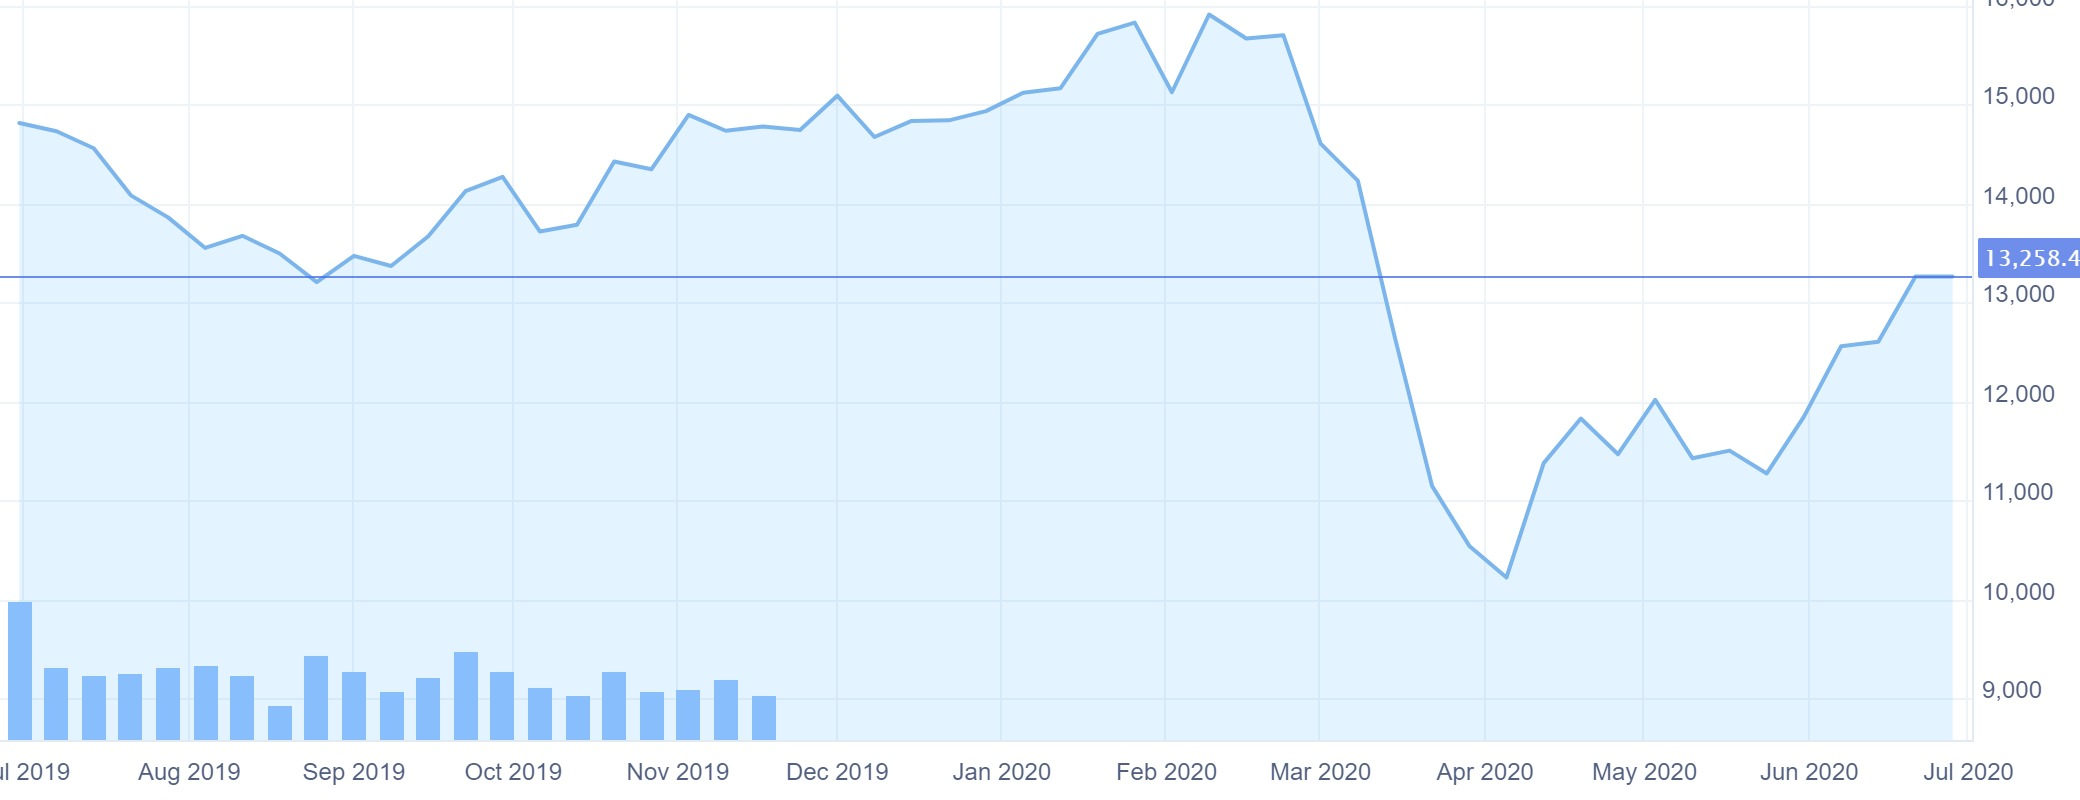 15,000
14,000
13,258.4
13,000
12,000
11,000
10,000
9,000
Aug 2019
Sep 2019
Oct 2019
Nov 2019
Dec 2019
Jan 2020
Feb 2020
Mar 2020
Apr 2020
May 2020
Jun 2020
Jul 2020